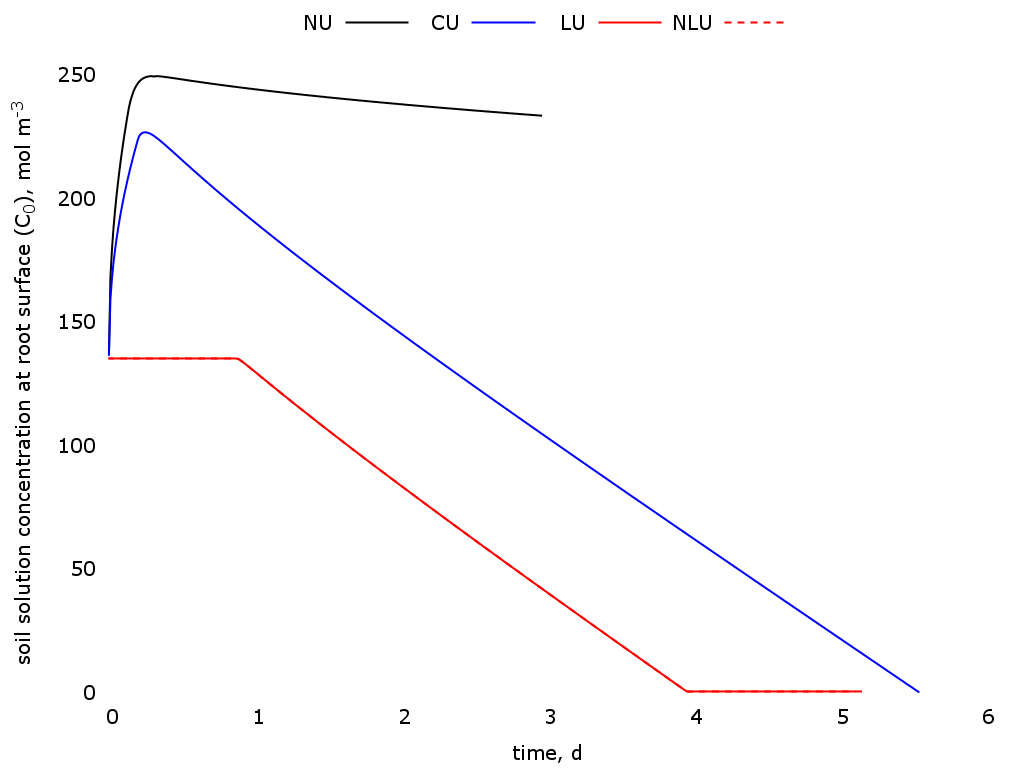 NU CU LU NLU
soil solution concentration at root surface (C₀), mol m⁻³
250
200
150
100
50
0
0 1 2 3 4 5 6
time, d